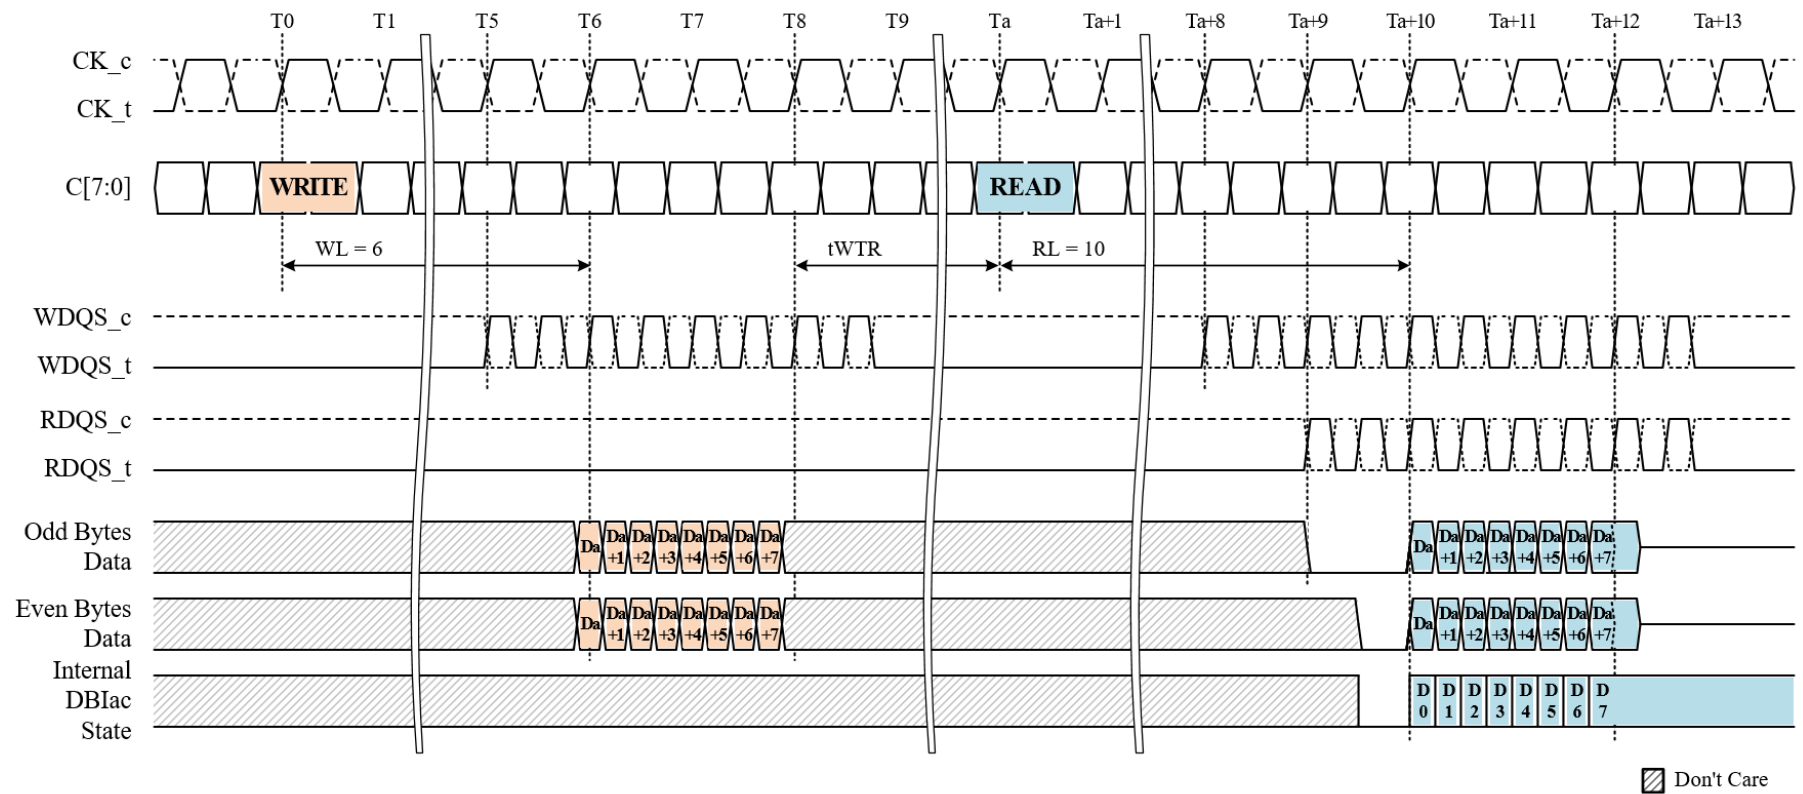 T0 T1 T5 T6 T7 T8 T9 Ta Ta+1 Ta+8 Ta+9 Ta+10 Ta+11 Ta+12 Ta+13
CK_c
CK_t
C[7:0] WRITE READ
WL = 6 tWTR RL = 10
WDQS_c
WDQS_t
RDQS_c
RDQS_t
Odd Bytes
Data
Da Da +1 Da +2 Da +3 Da +4 Da +5 Da +6 Da +7 Da Da +1 Da +2 Da +3 Da +4 Da +5 Da +6 Da +7
Even Bytes
Data
Da Da +1 Da +2 Da +3 Da +4 Da +5 Da +6 Da +7 Da Da +1 Da +2 Da +3 Da +4 Da +5 Da +6 Da +7
Internal
DBIac
State
D D D D D D D D
0 1 2 3 4 5 6 7
Don't Care